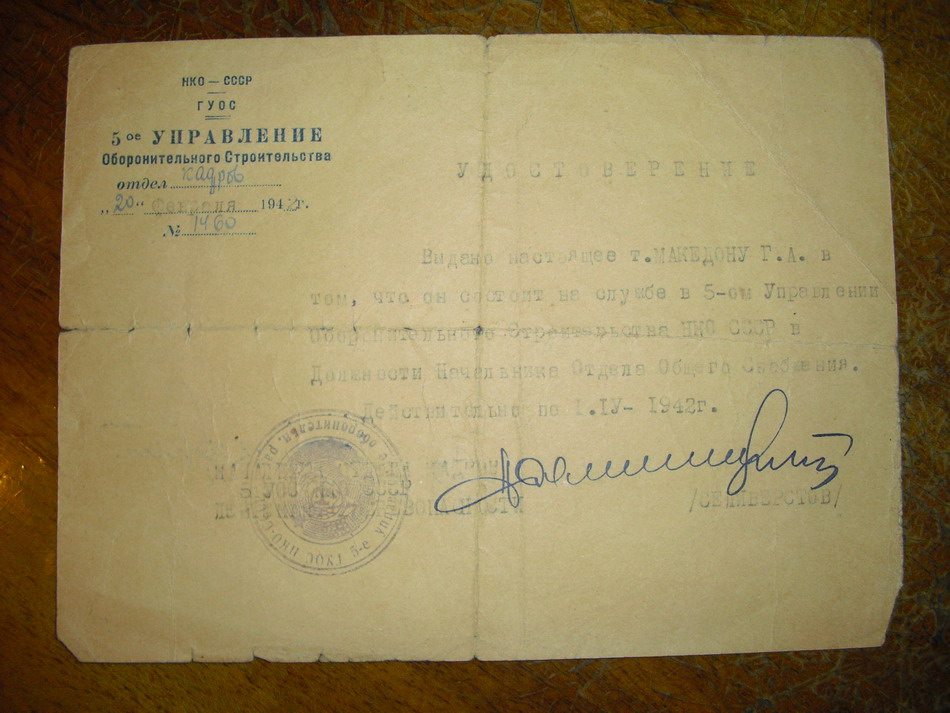 НКО — СССР
ГУОС
5ое УПРАВЛЕНИЕ
Оборонительного Строительства
отдел кадров
„20“ февраля 1942г.
№ 1460
УДОСТОВЕРЕНИЕ
Выдано настоящее т.МАКЕДОНУ Г.А. в
том, что он состоит на службе в 5-ом Управлении
Оборонительного Строительства НКО СССР в
Должности Начальника Отдела Общего Снабжения.
Действительно по 1.IУ- 1942г.
/СЕЛИВЕРСТОВ/